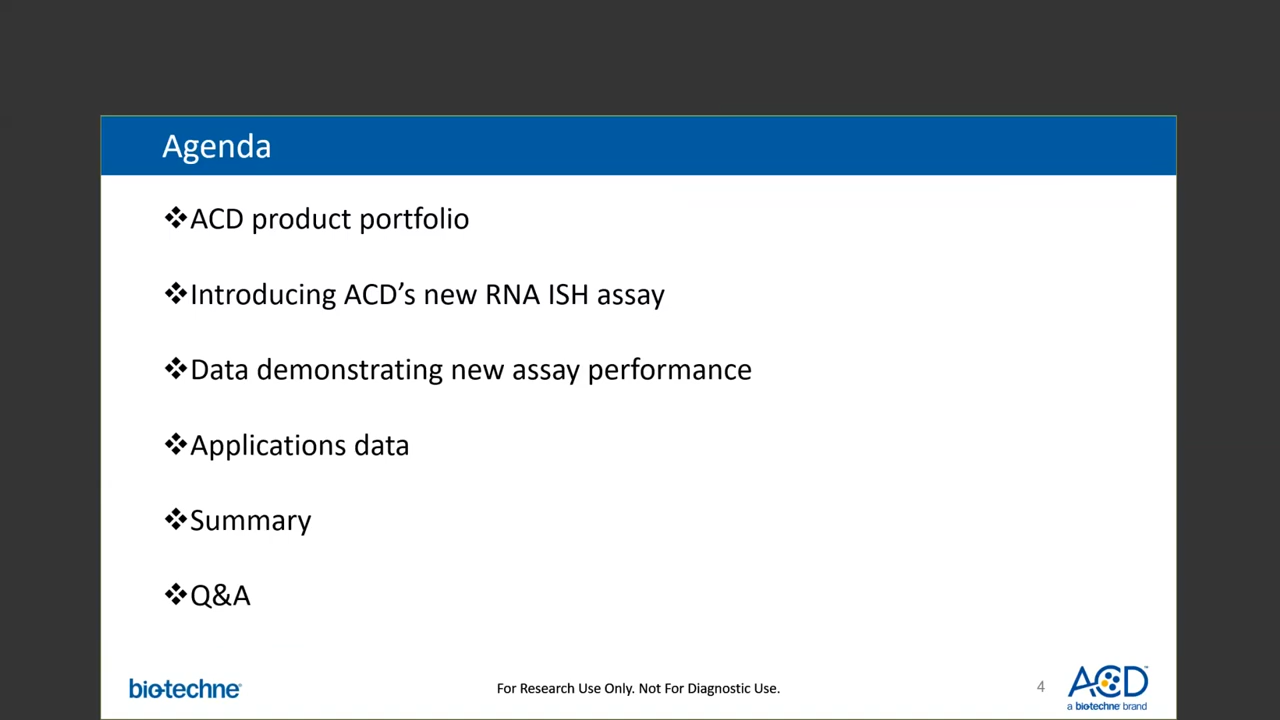 Agenda
❖ACD product portfolio
❖Introducing ACD’s new RNA ISH assay
❖Data demonstrating new assay performance
❖Applications data
❖Summary
❖Q&A
bio-techne®
For Research Use Only. Not For Diagnostic Use.
4
ACD™
a bio-techne® brand